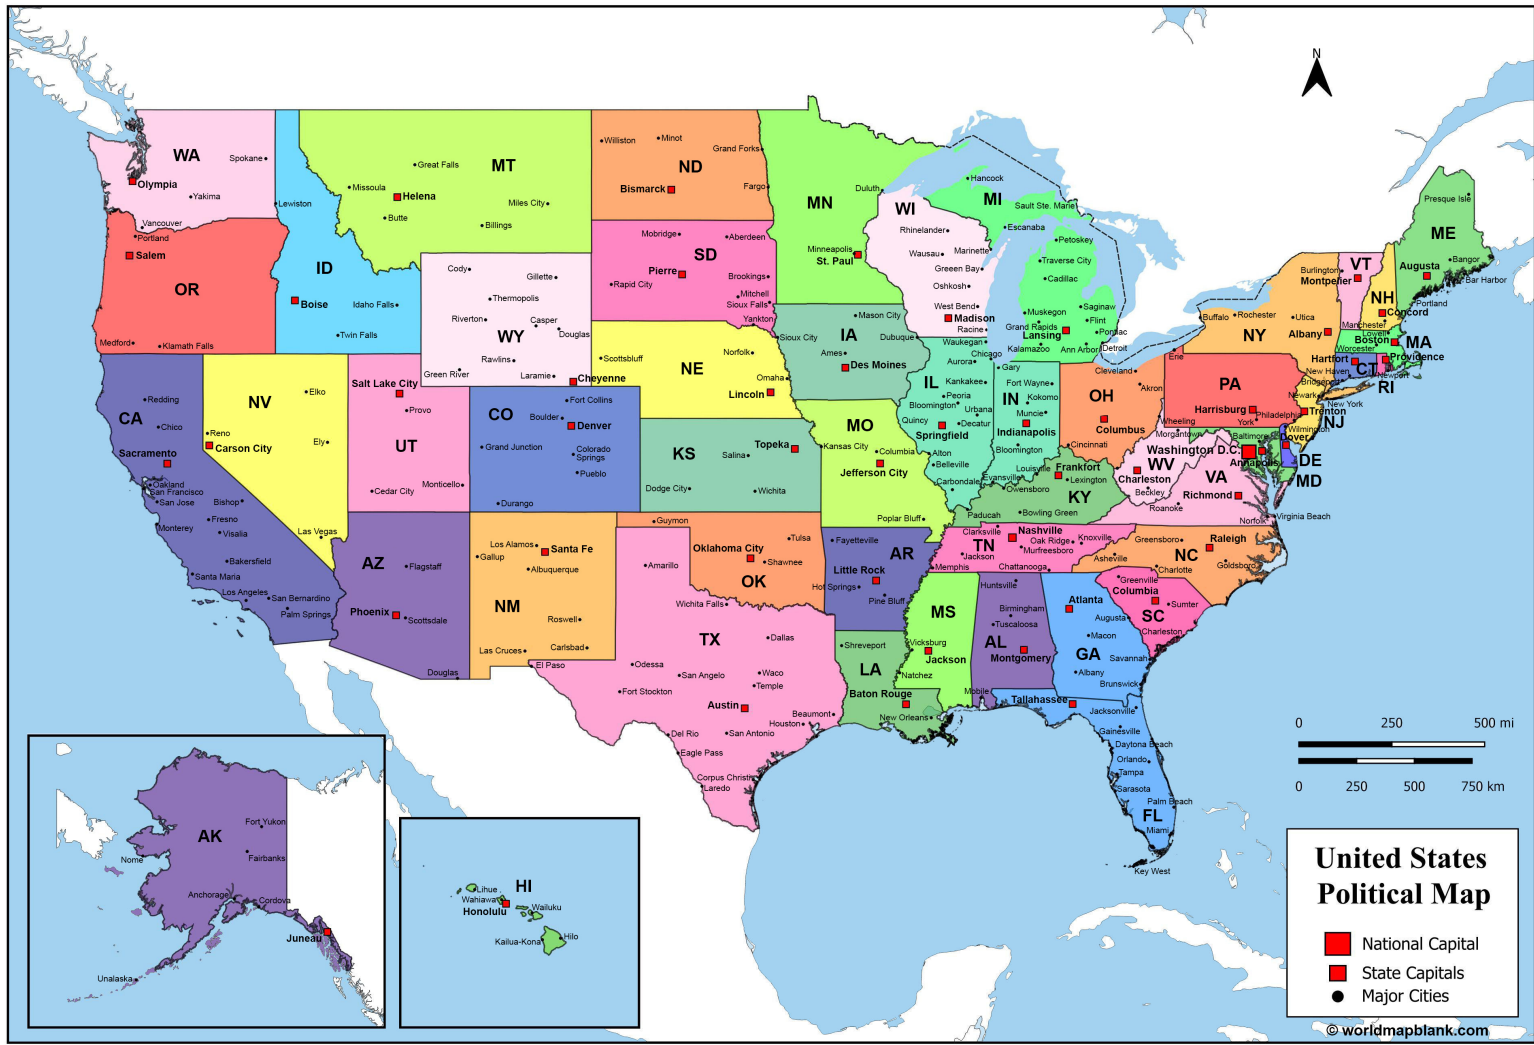 N
WA
Spokane
Olympia
Yakima
Vancouver
Portland
Salem
OR
Medford
Klamath Falls
Lewiston
ID
Boise
Idaho Falls
Twin Falls
MT
Great Falls
Missoula
Helena
Miles City
Butte
Billings
ND
Williston
Minot
Grand Forks
Bismarck
Fargo
SD
Mobridge
Aberdeen
Pierre
Rapid City
Brookings
Mitchell
Sioux Falls
Yankton
WY
Cody
Gillette
Thermopolis
Riverton
Casper
Douglas
Rawlins
Green River
Laramie
Cheyenne
NE
Scottsbluff
Norfolk
Omaha
Lincoln
MN
Duluth
Minneapolis
St. Paul
WI
Rhinelander
Wausau
Marinette
Greeen Bay
Oshkosh
West Bend
Madison
Racine
MI
Hancock
Sault Ste. Marie
Escanaba
Petoskey
Traverse City
Cadillac
Saginaw
Muskegon
Flint
Grand Rapids
Lansing
Pontiac
Kalamazoo
Ann Arbor
Detroit
IA
Mason City
Dubuque
Sioux City
Ames
Des Moines
IL
Waukegan
Chicago
Aurora
Kankakee
Peoria
Bloomington
Urbana
Quincy
Decatur
Springfield
Alton
Belleville
Carbondale
IN
Gary
Fort Wayne
Kokomo
Muncie
Indianapolis
Bloomington
Evansville
OH
Cleveland
Akron
Columbus
Cincinnati
CA
Redding
Chico
Sacramento
Oakland
San Francisco
San Jose
Bishop
Monterey
Fresno
Visalia
Bakersfield
Santa Maria
Los Angeles
San Bernardino
Palm Springs
NV
Elko
Reno
Carson City
Ely
Las Vegas
UT
Salt Lake City
Provo
Monticello
Cedar City
CO
Fort Collins
Boulder
Denver
Grand Junction
Colorado
Springs
Pueblo
Durango
KS
Topeka
Salina
Dodge City
Wichita
MO
Kansas City
Columbia
Jefferson City
Poplar Bluff
KY
Louisville
Frankfort
Lexington
Owensboro
Bowling Green
Paducah
WV
Wheeling
Morgantown
Charleston
Beckley
VA
Richmond
Roanoke
Norfolk
Virginia Beach
PA
Erie
Harrisburg
Philadelphia
York
NY
Buffalo
Rochester
Utica
Albany
New York
VT
Burlington
Montpelier
NH
Concord
Manchester
ME
Presque Isle
Augusta
Bangor
Bar Harbor
Portland
MA
Lowell
Boston
Worcester
CT
Hartfort
New Haven
Bridgeport
RI
Providence
Newport
NJ
Newark
Trenton
DE
Wilmington
Dover
MD
Baltimore
Annapolis
Washington D.C.
AZ
Flagstaff
Phoenix
Scottsdale
Douglas
NM
Los Alamos
Santa Fe
Gallup
Albuquerque
Roswell
Las Cruces
Carlsbad
OK
Guymon
Oklahoma City
Tulsa
Shawnee
TX
Amarillo
Wichita Falls
Dallas
El Paso
Odessa
San Angelo
Waco
Temple
Fort Stockton
Austin
Beaumont
Houston
Del Rio
San Antonio
Eagle Pass
Corpus Christi
Laredo
AR
Fayetteville
Little Rock
Hot Springs
Pine Bluff
LA
Shreveport
Baton Rouge
New Orleans
MS
Vicksburg
Jackson
Natchez
TN
Clarksville
Nashville
Oak Ridge
Knoxville
Murfreesboro
Jackson
Memphis
Chattanooga
AL
Huntsville
Birmingham
Tuscaloosa
Montgomery
Mobile
GA
Atlanta
Augusta
Macon
Savannah
Albany
Brunswick
SC
Greenville
Columbia
Sumter
Charleston
NC
Greensboro
Raleigh
Asheville
Charlotte
Goldsboro
FL
Tallahassee
Jacksonville
Gainesville
Daytona Beach
Orlando
Tampa
Sarasota
Palm Beach
Miami
Key West
AK
Fort Yukon
Nome
Fairbanks
Anchorage
Cordova
Juneau
Unalaska
HI
Lihue
Wahiawa
Honolulu
Wailuku
Kailua-Kona
Hilo
0 250 500 mi
0 250 500 750 km
United States
Political Map
National Capital
State Capitals
Major Cities
© worldmapblank.com